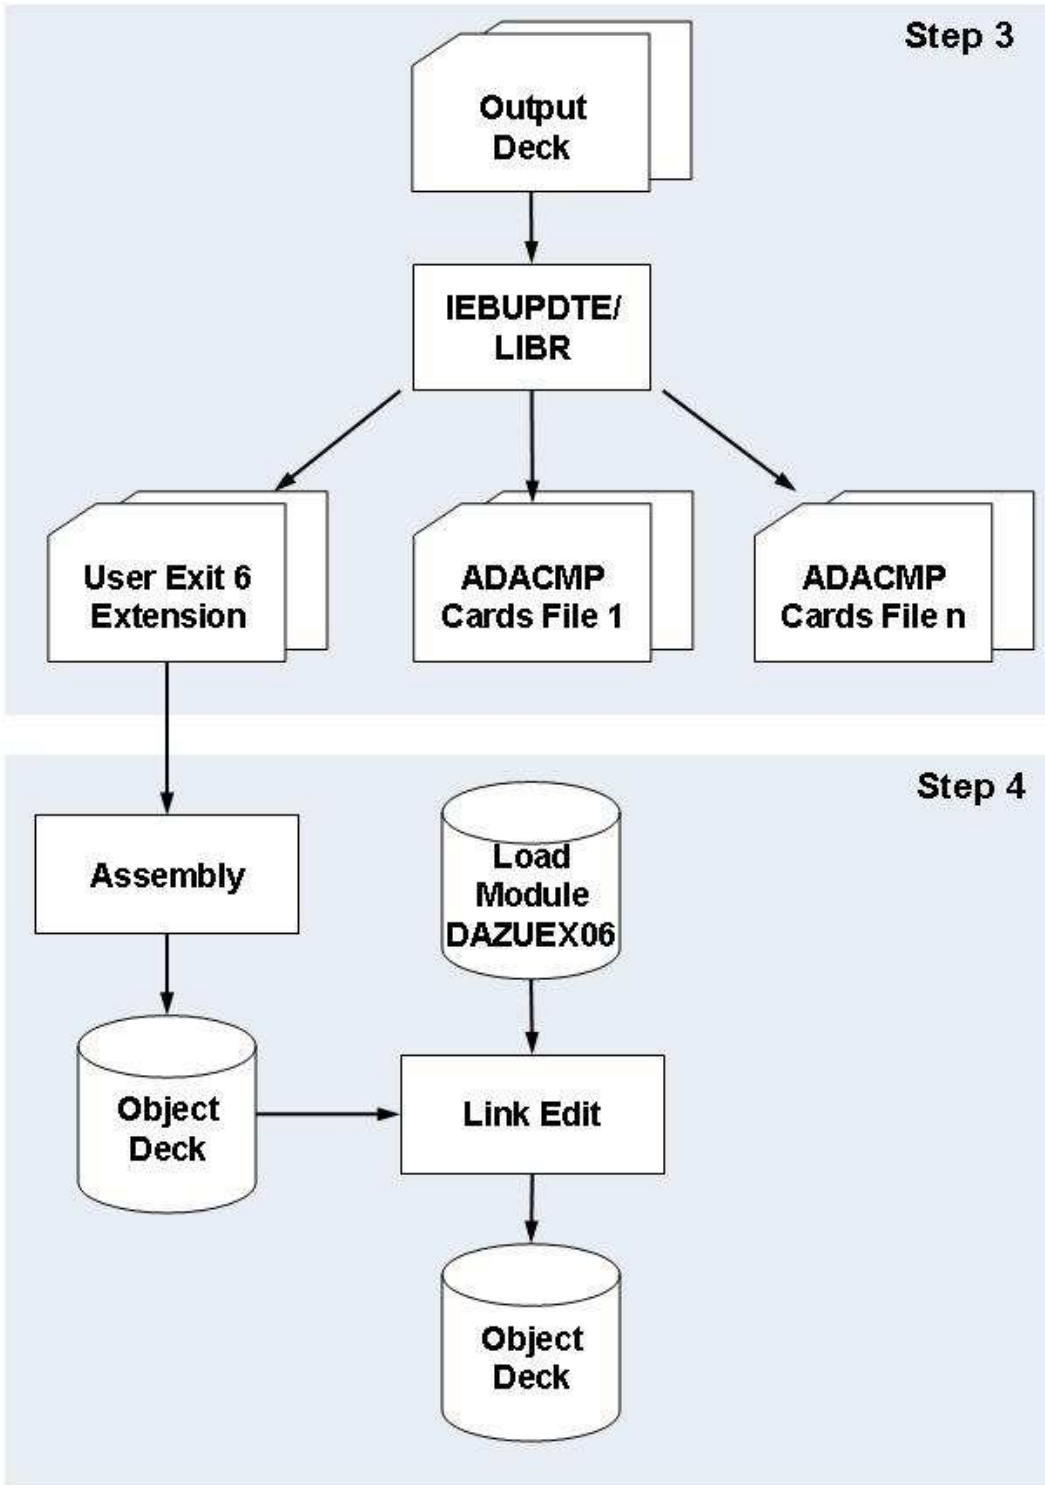 Step 3
Output
Deck
IEBUPDTE/
LIBR
User Exit 6
Extension
ADACMP
Cards File 1
ADACMP
Cards File n
Step 4
Assembly
Load
Module
DAZUEX06
Object
Deck
Link Edit
Object
Deck